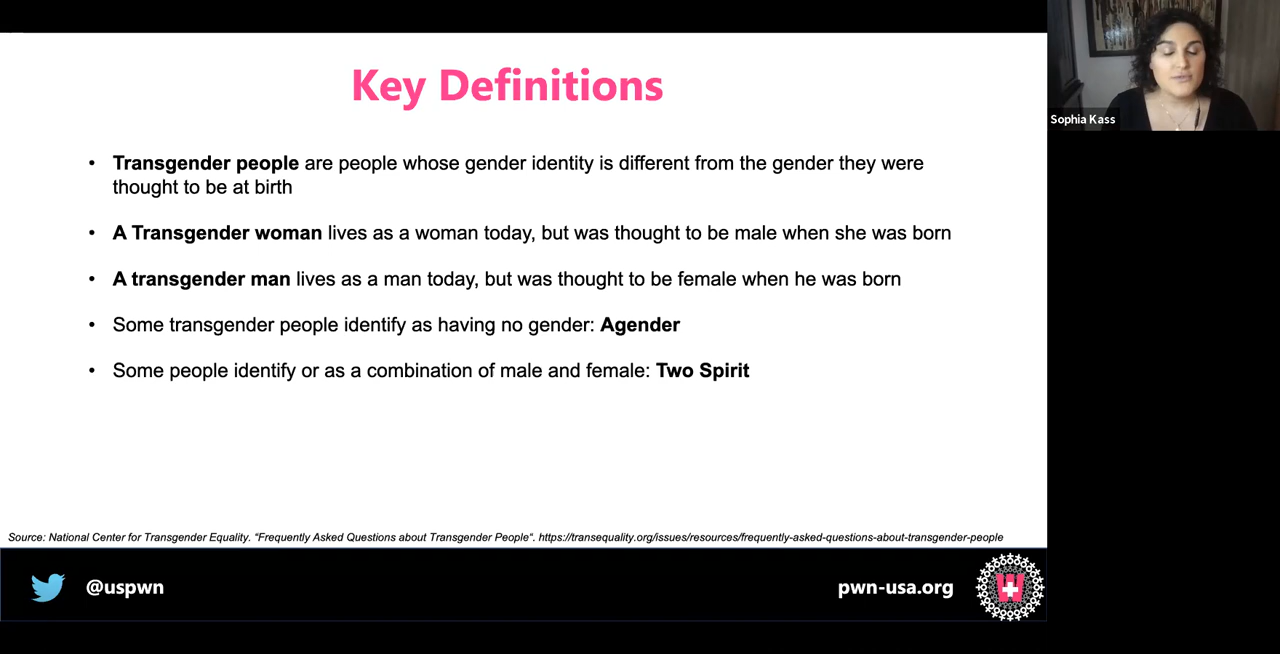 Key Definitions
Sophia Kass
• Transgender people are people whose gender identity is different from the gender they were
thought to be at birth
• A Transgender woman lives as a woman today, but was thought to be male when she was born
• A transgender man lives as a man today, but was thought to be female when he was born
• Some transgender people identify as having no gender: Agender
• Some people identify or as a combination of male and female: Two Spirit
Source: National Center for Transgender Equality. “Frequently Asked Questions about Transgender People“. https://transequality.org/issues/resources/frequently-asked-questions-about-transgender-people
@uspwn
pwn-usa.org
W